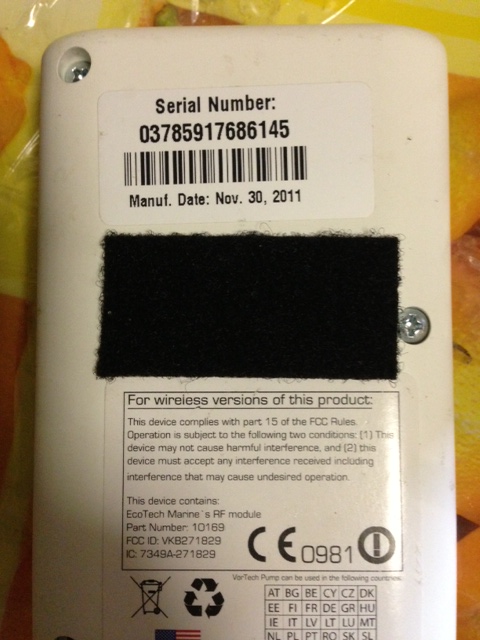 Serial Number:
03785917686145
Manuf. Date: Nov. 30, 2011
For wireless versions of this product:
This device complies with part 15 of the FCC Rules.
Operation is subject to the following two conditions: (1) This
device may not cause harmful interference, and (2) this
device must accept any interference received including
interference that may cause undesired operation.
This device contains:
EcoTech Marine`s RF module
Part Number: 10169
FCC ID: VKB271829
IC: 7349A-271829
CE 0981
VorTech Pump can be used in the following countries:
AT BG BE CY CZ DK
EE FI FR DE GR HU
IE IT LV LT LU MT
NL PL PT RO SK SL